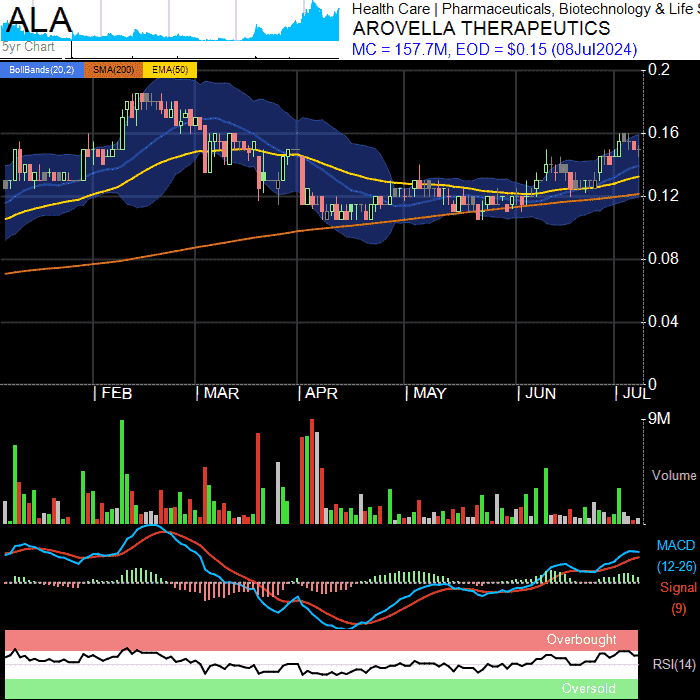 ALA
5yr Chart
Health Care | Pharmaceuticals, Biotechnology & Life S
AROVELLA THERAPEUTICS
MC = 157.7M, EOD = $0.15 (08Jul2024)
BollBands(20,2) SMA(200) EMA(50)
0.2
0.16
0.12
0.08
0.04
0
| FEB | MAR | APR | MAY | JUN | JUL
9M
Volume
MACD
(12-26)
Signal
(9)
Overbought
RSI(14)
Oversold